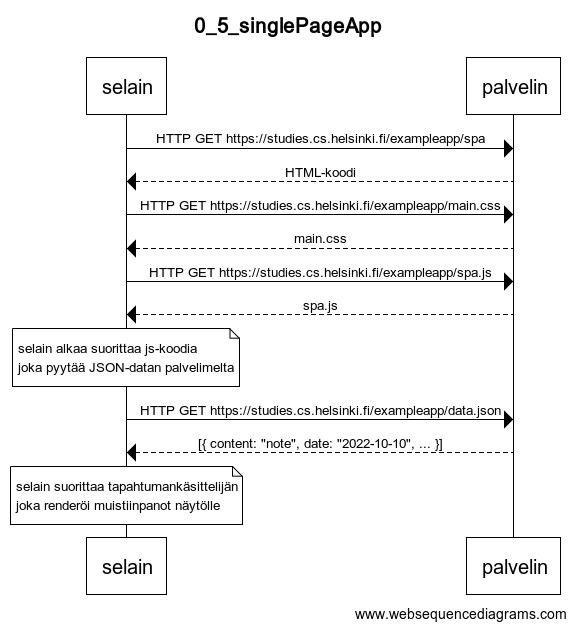 0_5_singlePageApp
selain
palvelin
HTTP GET https://studies.cs.helsinki.fi/exampleapp/spa
HTML-koodi
HTTP GET https://studies.cs.helsinki.fi/exampleapp/main.css
main.css
HTTP GET https://studies.cs.helsinki.fi/exampleapp/spa.js
spa.js
selain alkaa suorittaa js-koodia
joka pyytää JSON-datan palvelimelta
HTTP GET https://studies.cs.helsinki.fi/exampleapp/data.json
[{ content: "note", date: "2022-10-10", ... }]
selain suorittaa tapahtumankäsittelijän
joka renderöi muistiinpanot näytölle
selain
palvelin
www.websequencediagrams.com